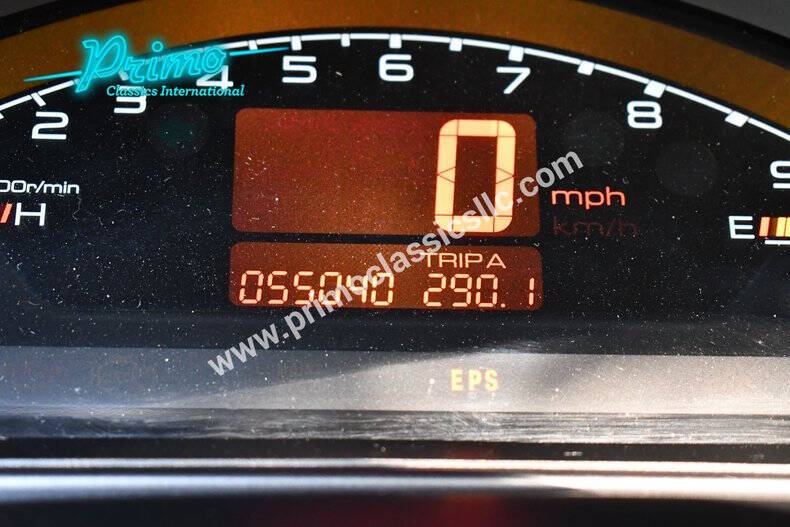 Primo
Classics International
2 3 4 5 6 7 8 9
00r/min
H
0
mph
km/h
E
TRIP A
055040 290.1
EPS
www.primoclassicsllc.com